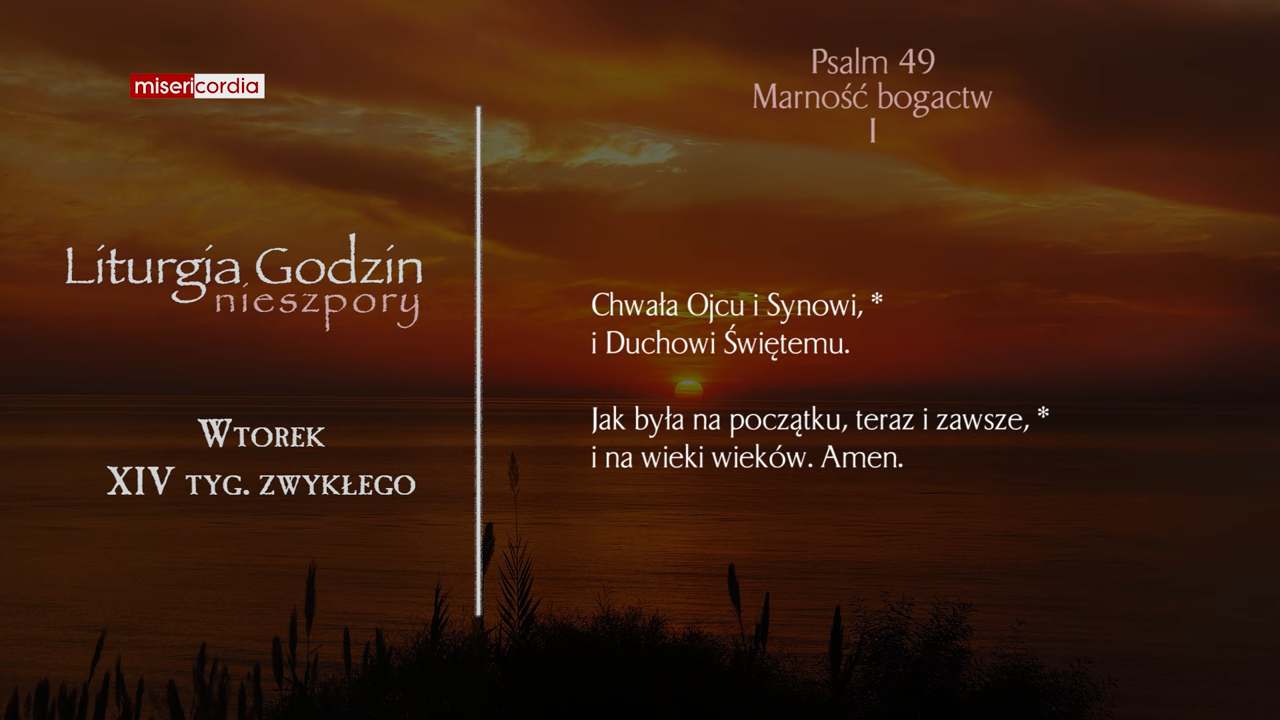 misericordia
Liturgia Godzin
nieszpory
Wtorek
XIV tyg. zwykłego
Psalm 49
Marność bogactw
I
Chwała Ojcu i Synowi, *
i Duchowi Świętemu.
Jak była na początku, teraz i zawsze, *
i na wieki wieków. Amen.